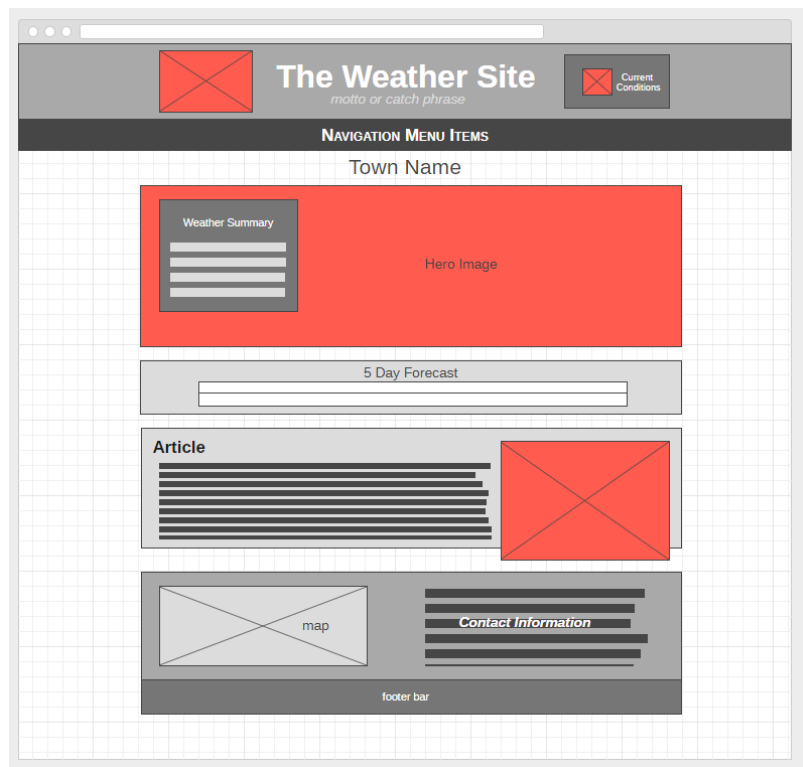 The Weather Site
motto or catch phrase
Current
Conditions
Navigation Menu Items
Town Name
Weather Summary
Hero Image
5 Day Forecast
Article
map
Contact Information
footer bar